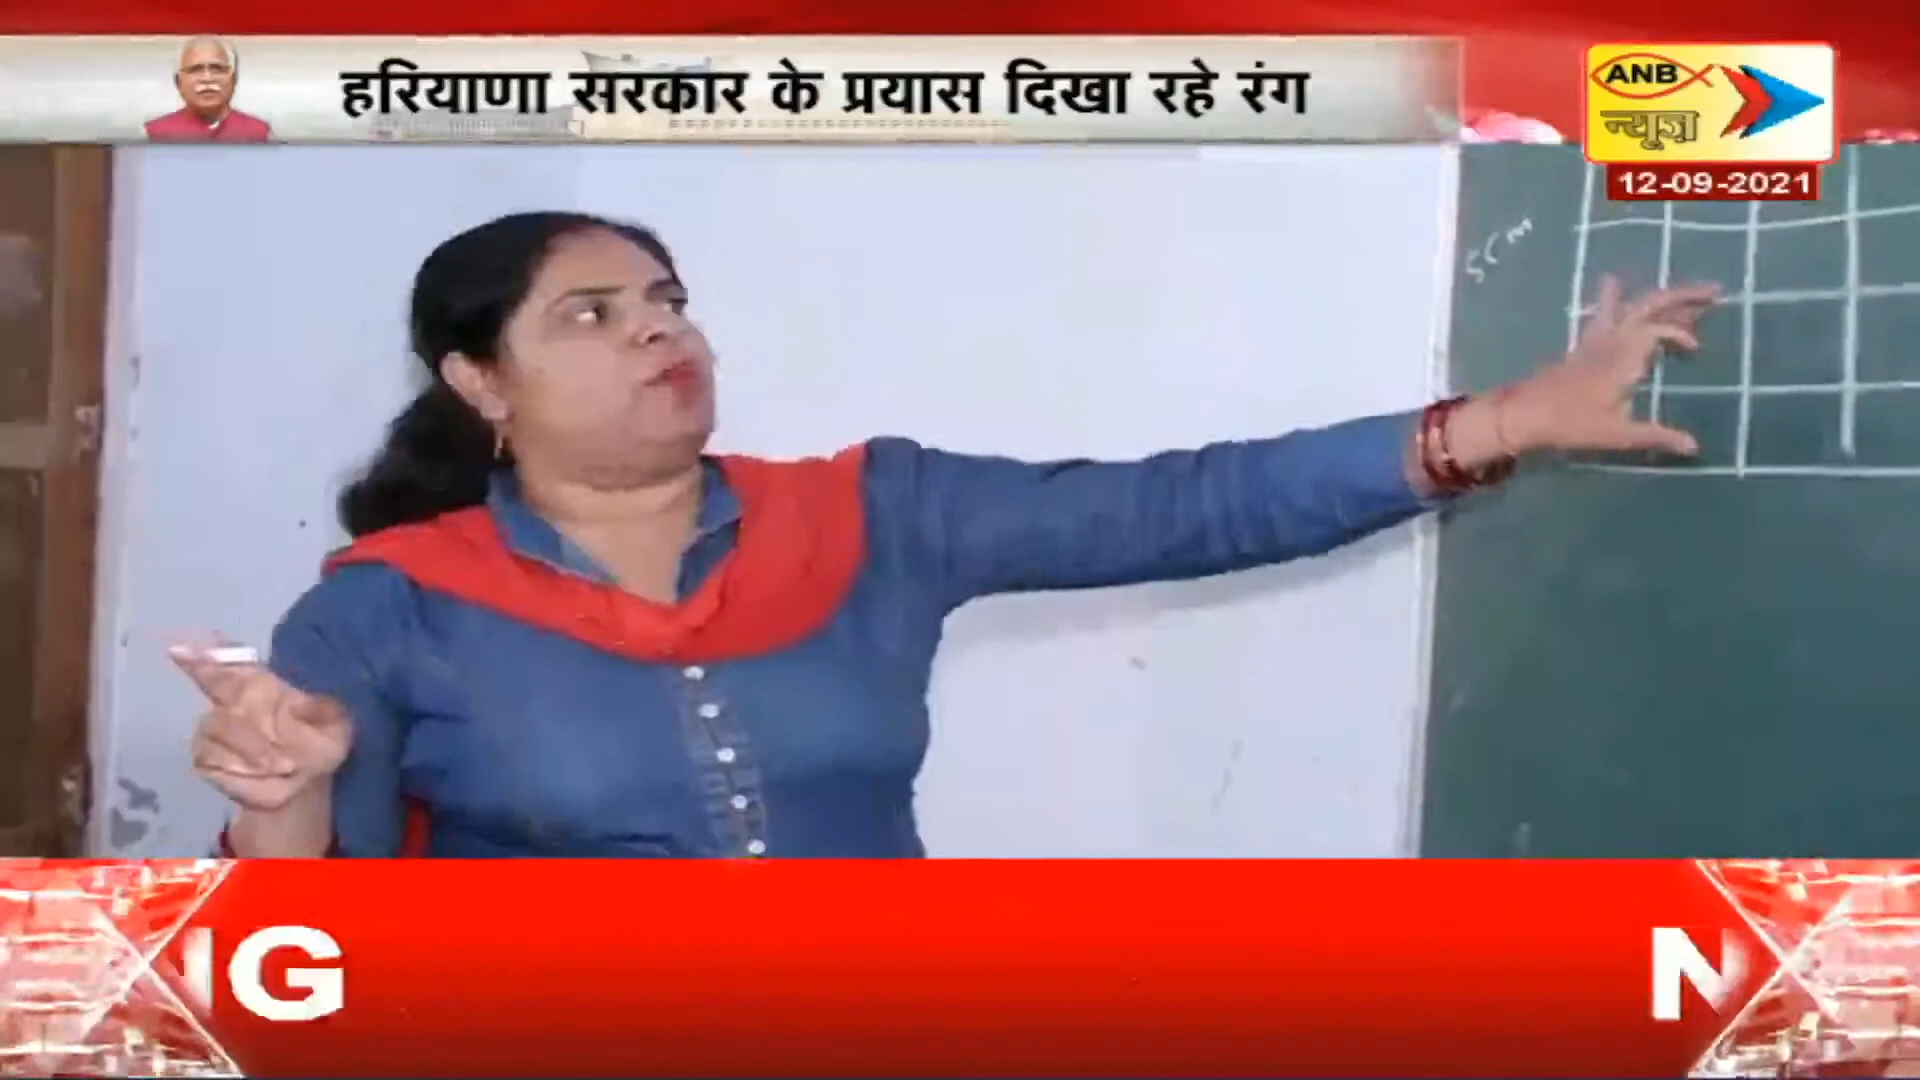 हरियाणा सरकार के प्रयास दिखा रहे रंग
ANB
न्यूज़
12-09-2021
5cm
NG
N